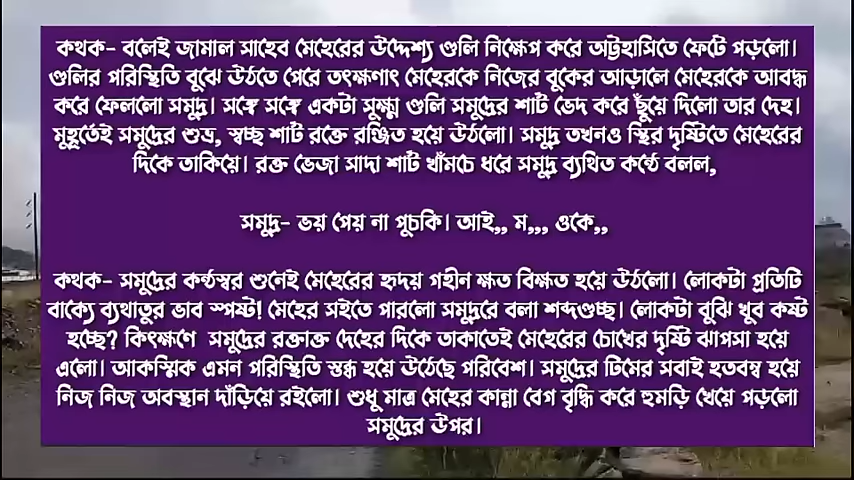 কথক- বলেই জামাল সাহেব মেহেরের উদ্দেশ্য গুলি নিক্ষেপ করে অট্টহাসিতে ফেটে পড়লো।
গুলির পরিস্থিতি বুঝে উঠতে পেরে তৎক্ষণাৎ মেহেরকে নিজের বুকের আড়ালে মেহেরকে আবদ্ধ
করে ফেললো সমুদ্র। সঙ্গে সঙ্গে একটা সুক্ষ্ম গুলি সমুদ্রের শার্ট ভেদ করে ছুঁয়ে দিলো তার দেহ।
মুহূর্তেই সমুদ্রের শুভ্র, স্বচ্ছ শার্ট রক্তে রঞ্জিত হয়ে উঠলো। সমুদ্র তখনও স্থির দৃষ্টিতে মেহেরের
দিকে তাকিয়ে। রক্ত ভেজা সাদা শার্ট খাঁমচে ধরে সমুদ্র ব্যথিত কন্ঠে বলল,
সমুদ্র- ভয় পেয় না পুচকি। আই,, ম,,, ওকে,,
কথক- সমুদ্রের কন্ঠস্বর শুনেই মেহেরের হৃদয় গহীন ক্ষত বিক্ষত হয়ে উঠলো। লোকটা প্রতিটি
বাক্যে ব্যথাতুর ভাব স্পষ্ট! মেহের সইতে পারলো সমুদ্ররে বলা শব্দগুচ্ছ। লোকটা বুঝি খুব কষ্ট
হচ্ছে? কিৎক্ষণে সমুদ্রের রক্তাক্ত দেহের দিকে তাকাতেই মেহেরের চোখের দৃষ্টি ঝাপসা হয়ে
এলো। আকস্মিক এমন পরিস্থিতি স্তব্ধ হয়ে উঠেছে পরিবেশ। সমুদ্রের টিমের সবাই হতবম্ব হয়ে
নিজ নিজ অবস্থান দাঁড়িয়ে রইলো। শুধু মাত্র মেহের কান্না বেগ বৃদ্ধি করে হুমড়ি খেয়ে পড়লো
সমুদ্রের উপর।